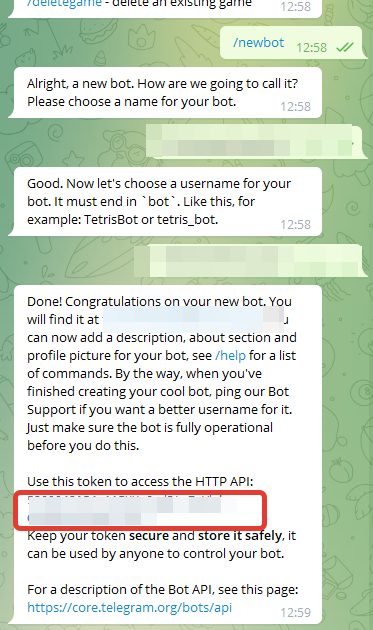 /deletegame - delete an existing game
12:58
/newbot 12:58
Alright, a new bot. How are we going to call it?
Please choose a name for your bot.
12:58
Good. Now let's choose a username for your
bot. It must end in `bot`. Like this, for
example: TetrisBot or tetris_bot.
12:58
Done! Congratulations on your new bot. You
will find it at
can now add a description, about section and
profile picture for your bot, see /help for a list
of commands. By the way, when you've
finished creating your cool bot, ping our Bot
Support if you want a better username for it.
Just make sure the bot is fully operational
before you do this.
Use this token to access the HTTP API:
Keep your token secure and store it safely, it
can be used by anyone to control your bot.
For a description of the Bot API, see this page:
https://core.telegram.org/bots/api
12:59